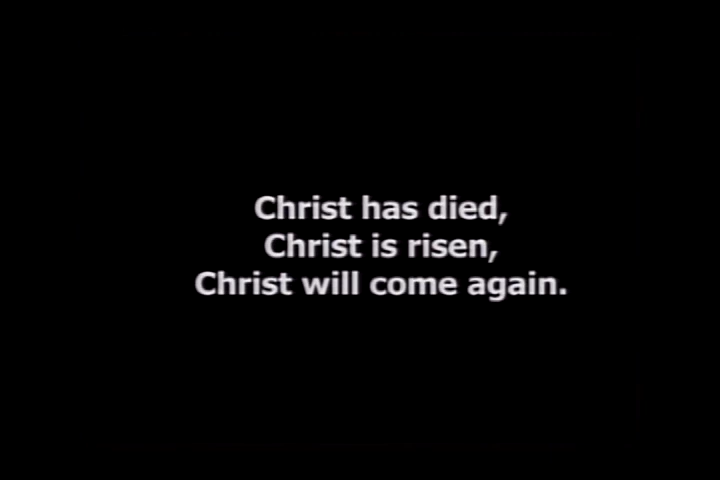 Christ has died,
Christ is risen,
Christ will come again.